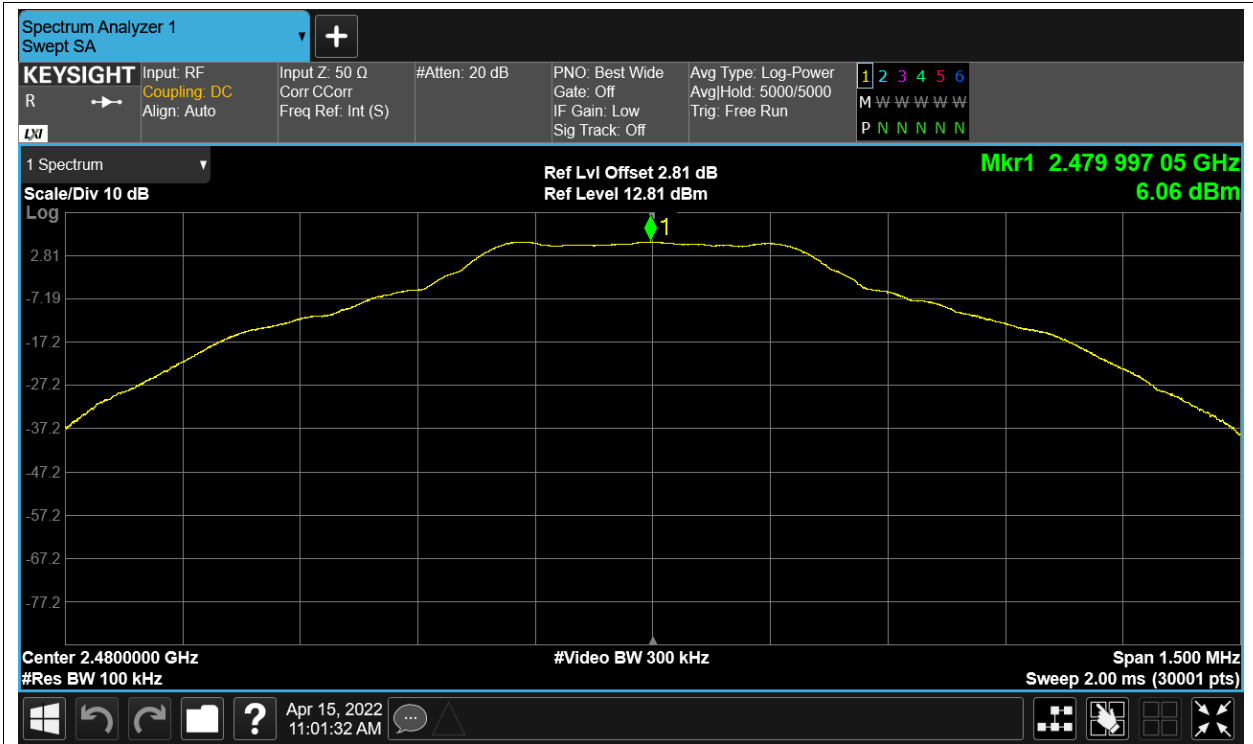 Spectrum Analyzer 1
Swept SA
KEYSIGHT
R
LXI
Input: RF
Coupling: DC
Align: Auto
Input Z: 50 Ω
Corr CCorr
Freq Ref: Int (S)
#Atten: 20 dB
PNO: Best Wide
Gate: Off
IF Gain: Low
Sig Track: Off
Avg Type: Log-Power
Avg|Hold: 5000/5000
Trig: Free Run
1 2 3 4 5 6
M W W W W W
P N N N N N
1 Spectrum
Scale/Div 10 dB
Log
Ref Lvl Offset 2.81 dB
Ref Level 12.81 dBm
Mkr1 2.479 997 05 GHz
6.06 dBm
1
2.81
-7.19
-17.2
-27.2
-37.2
-47.2
-57.2
-67.2
-77.2
Center 2.4800000 GHz
#Res BW 100 kHz
#Video BW 300 kHz
Span 1.500 MHz
Sweep 2.00 ms (30001 pts)
?
Apr 15, 2022
11:01:32 AM